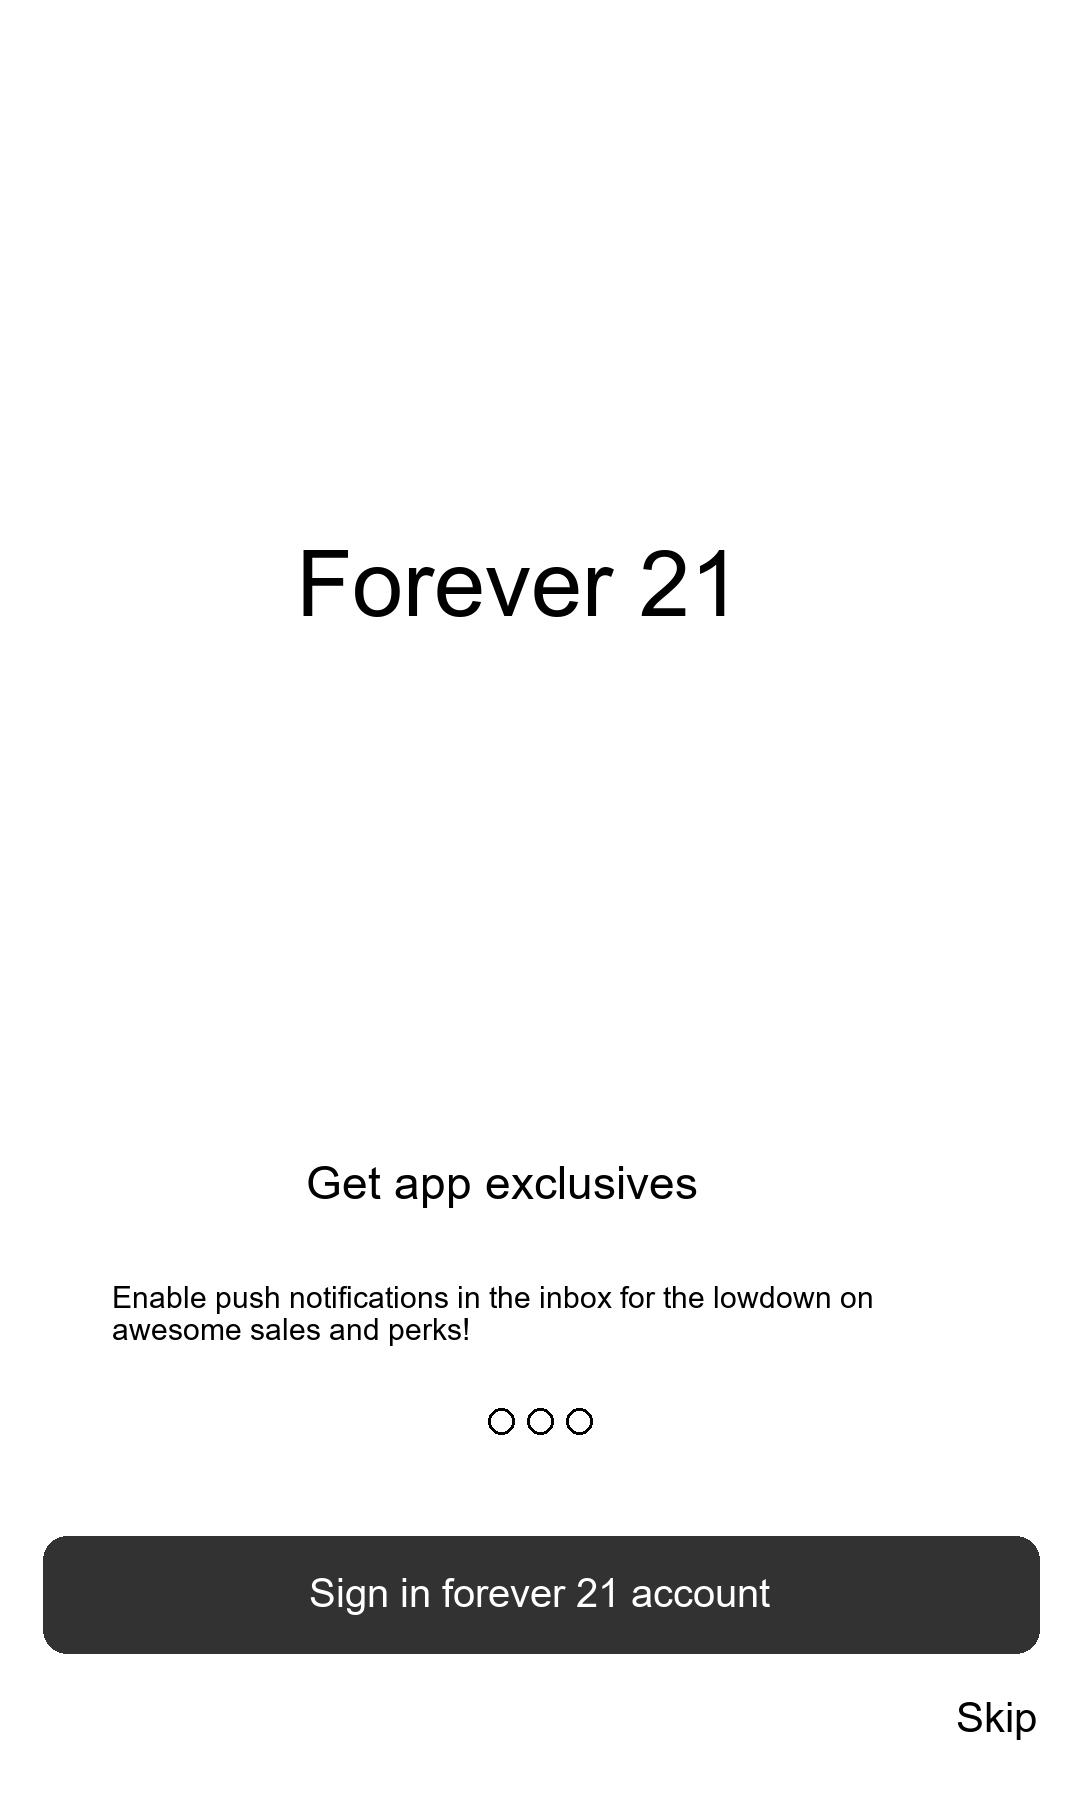 Forever 21
Get app exclusives
Enable push notifications in the inbox for the lowdown on
awesome sales and perks!
Sign in forever 21 account
Skip